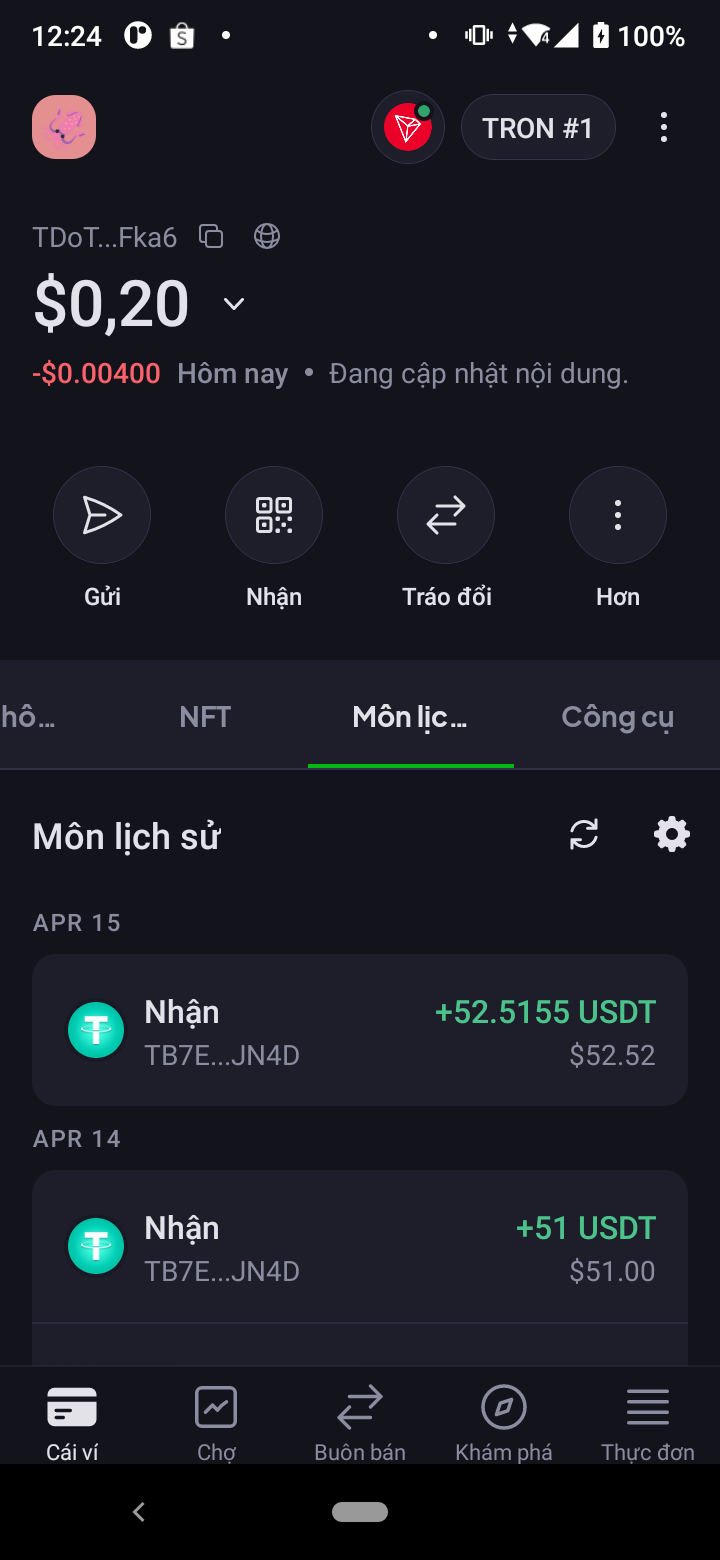 12:24 4 100%
TRON #1
TDoT...Fka6
$0,20
-$0.00400 Hôm nay • Đang cập nhật nội dung.
Gửi Nhận Tráo đổi Hơn
hô... NFT Môn lịc... Công cụ
Môn lịch sử
APR 15
Nhận +52.5155 USDT
TB7E...JN4D $52.52
APR 14
Nhận +51 USDT
TB7E...JN4D $51.00
Cái ví Chợ Buôn bán Khám phá Thực đơn